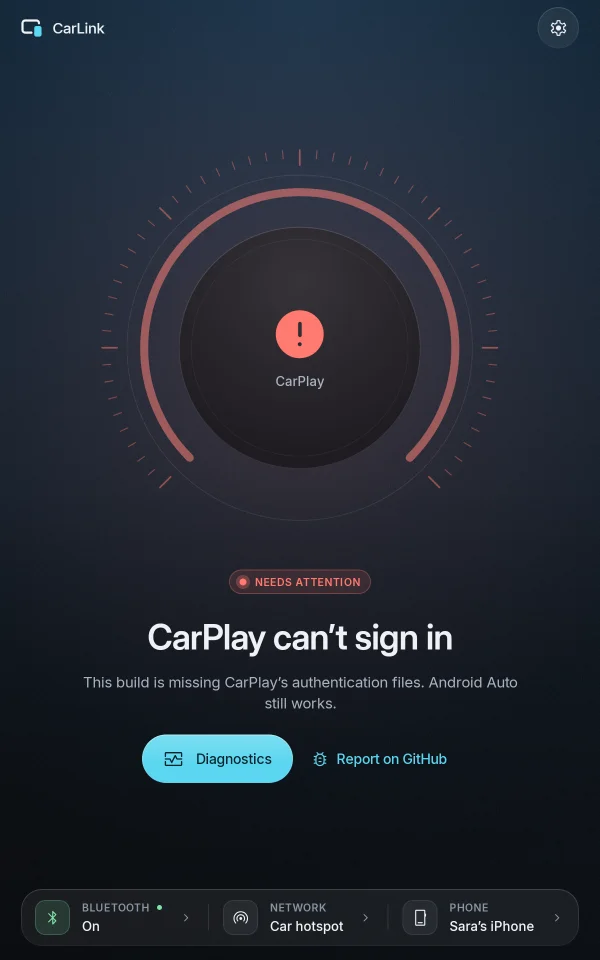 CarLink
CarPlay
NEEDS ATTENTION
CarPlay can’t sign in
This build is missing CarPlay’s authentication files. Android Auto
still works.
Diagnostics
Report on GitHub
BLUETOOTH
On
NETWORK
Car hotspot
PHONE
Sara’s iPhone